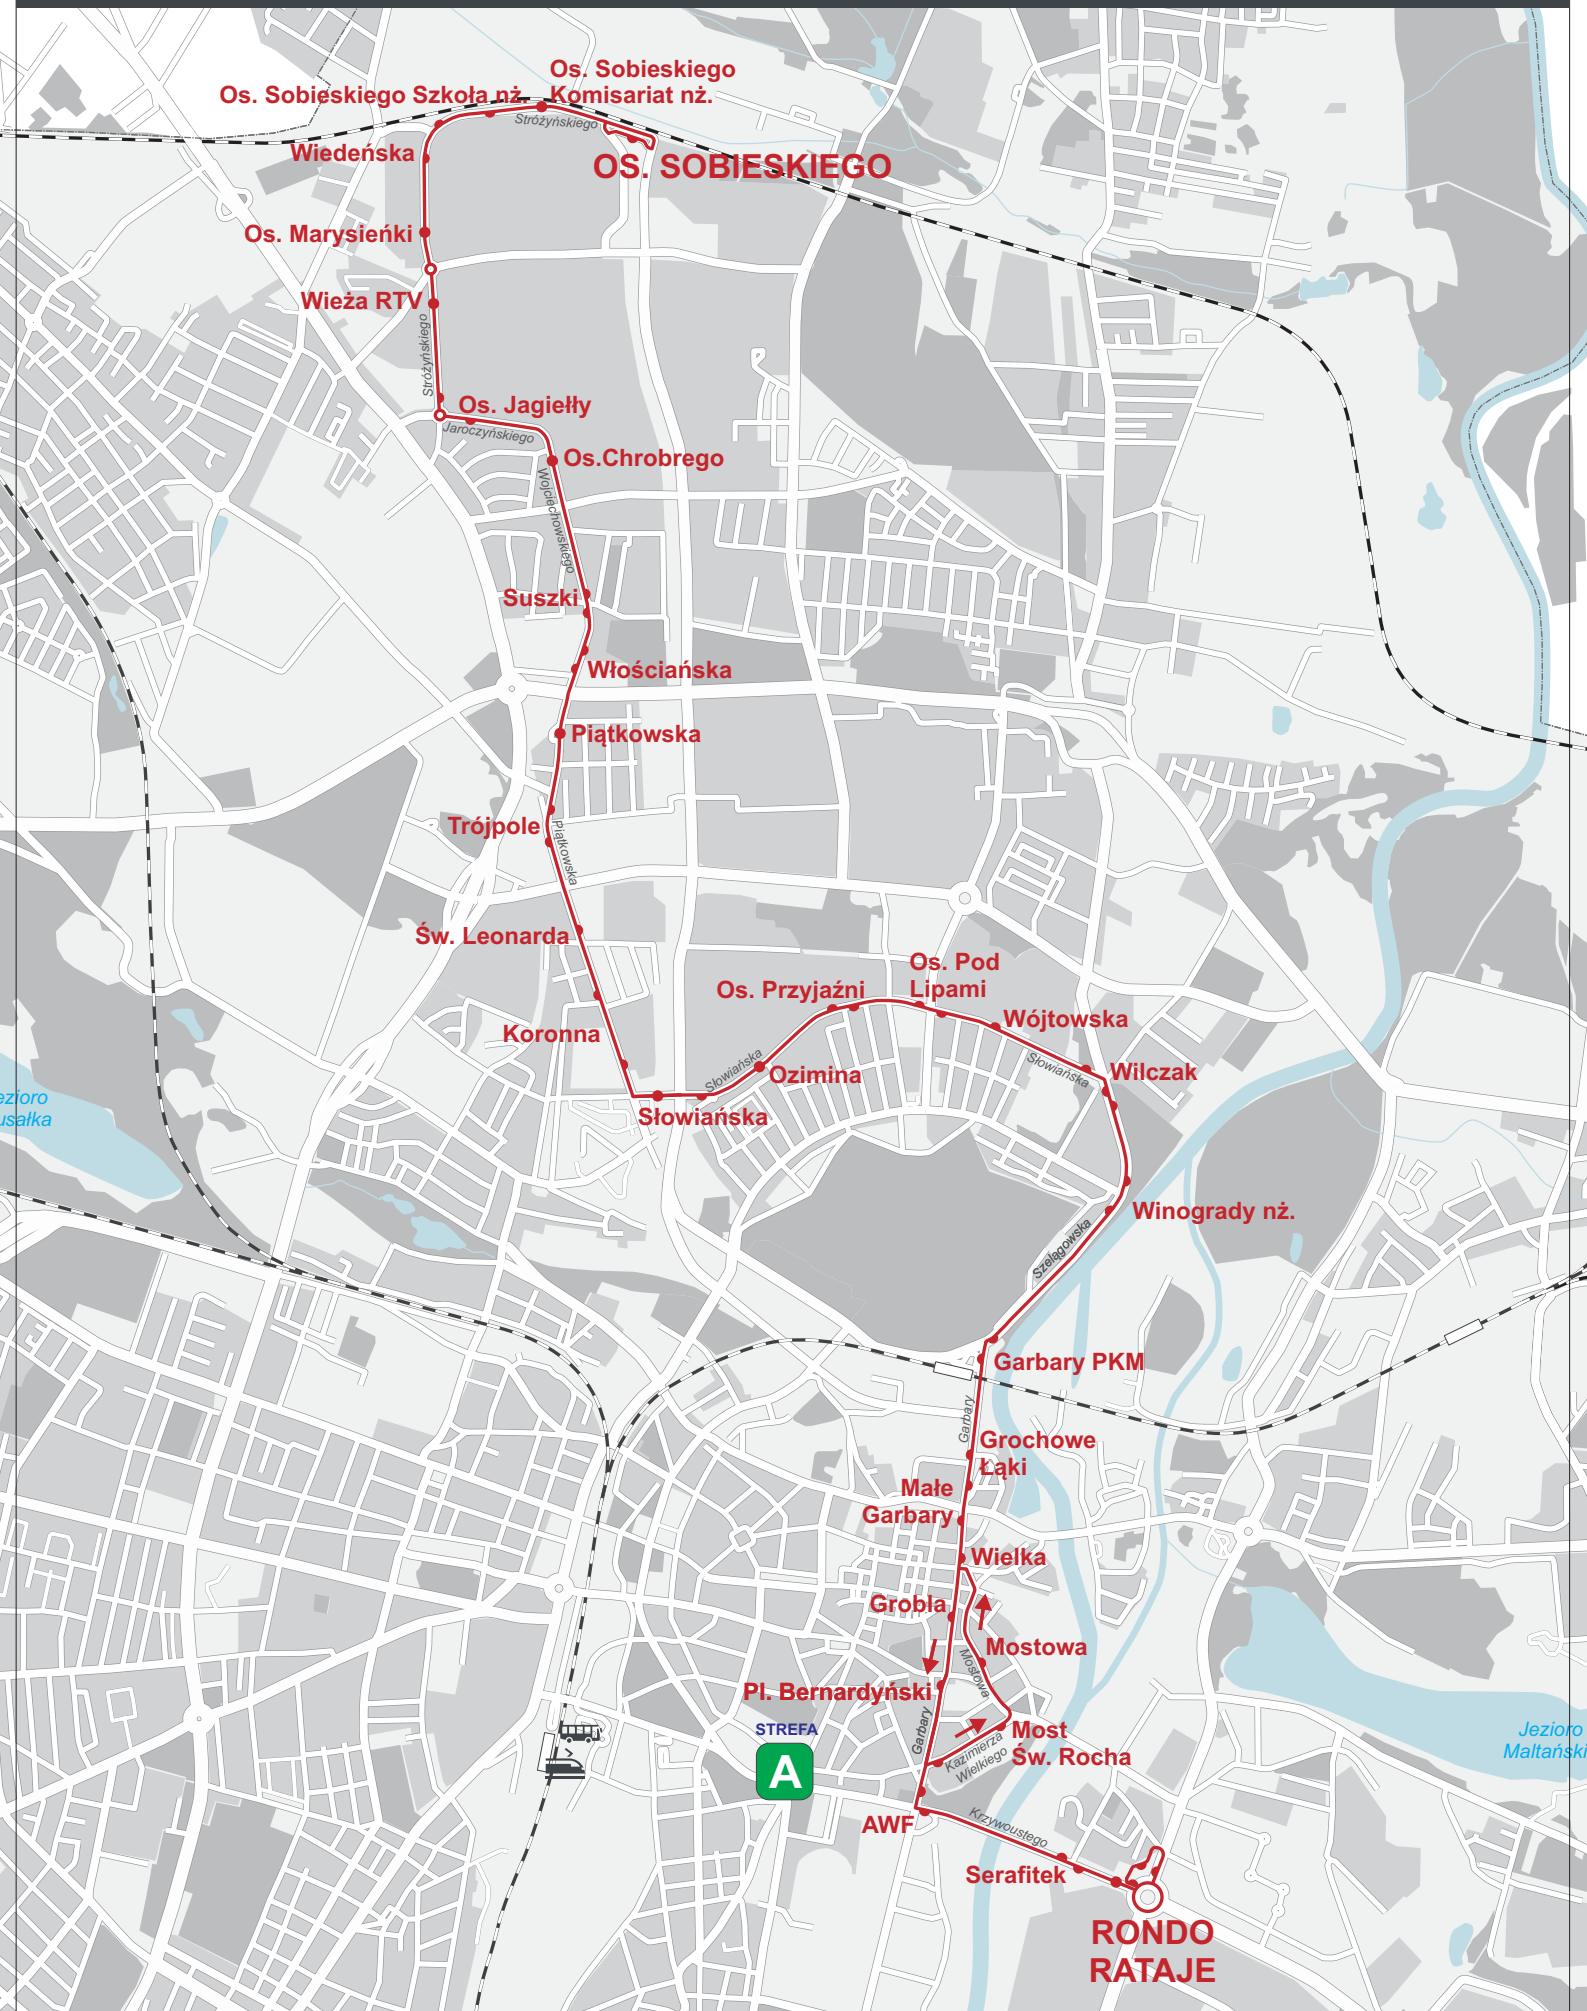 Os. Sobieskiego
Komisariat nż.
Os. Sobieskiego Szkoła nż.
Stróżyńskiego
Wiedeńska
OS. SOBIESKIEGO
Os. Marysieńki
Wieża RTV
Stróżyńskiego
Os. Jagiełły
Jaroczyńskiego
Os.Chrobrego
Wojciechowskiego
Suszki
Włościańska
Piątkowska
Trójpole
Piątkowska
Św. Leonarda
Os. Pod
Lipami
Os. Przyjaźni
Wójtowska
Koronna
Słowiańska
Ozimina
Słowiańska
Wilczak
Słowiańska
ezioro
usałka
Winogrady nż.
Szelągowska
Garbary PKM
Garbary
Grochowe
Łąki
Małe
Garbary
Wielka
Grobla
Mostowa
Mostowa
Pl. Bernardyński
STREFA
A
Garbary
Kazimierza
Wielkiego
Most
Św. Rocha
Jezioro
Maltański
AWF
Krzywoustego
Serafitek
RONDO
RATAJE